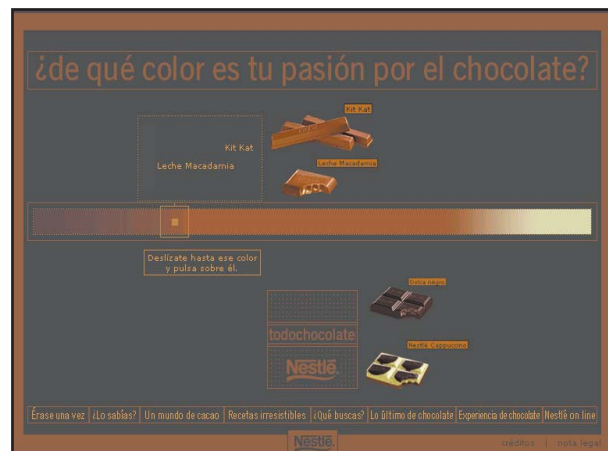 ¿de qué color es tu pasión por el chocolate?
Kit Kat
Kit Kat
Leche Macadamia
Leche Macadamia
Deslízate hasta ese color
y pulsa sobre él.
Dolca negro
todochocolate
Nestlé Cappuccino
Nestlé.
Érase una vez
¿Lo sabías?
Un mundo de cacao
Recetas irresistibles
¿Qué buscas?
Lo último de chocolate
Experiencia de chocolate
Nestlé on line
Nestlé.
créditos | nota legal